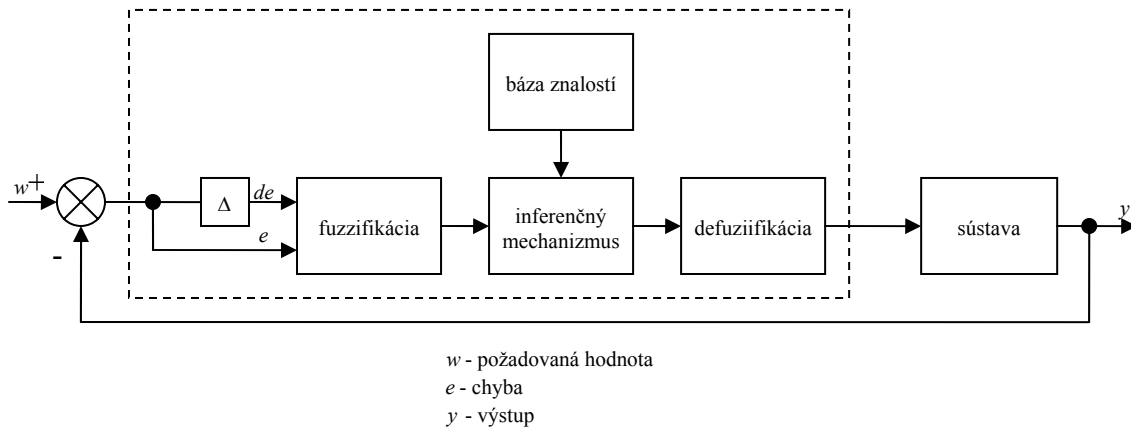 báza znalostí
w+
-
Δ
de
e
fuzzifikácia
inferenčný
mechanizmus
defuziifikácia
sústava
y
w - požadovaná hodnota
e - chyba
y - výstup